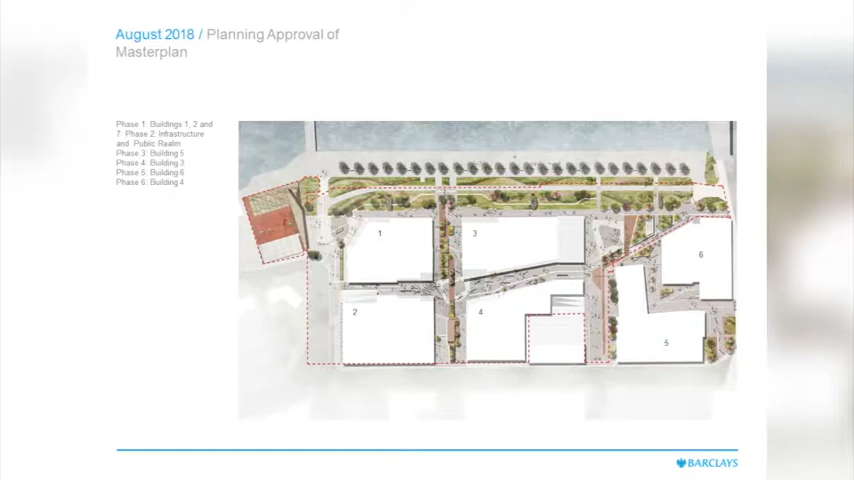 August 2018 / Planning Approval of
Masterplan
Phase 1: Buildings 1, 2 and
7 Phase 2: Infrastructure
and Public Realm
Phase 3: Building 5
Phase 4: Building 3
Phase 5: Building 6
Phase 6: Building 4
1
3
6
2
4
5
BARCLAYS